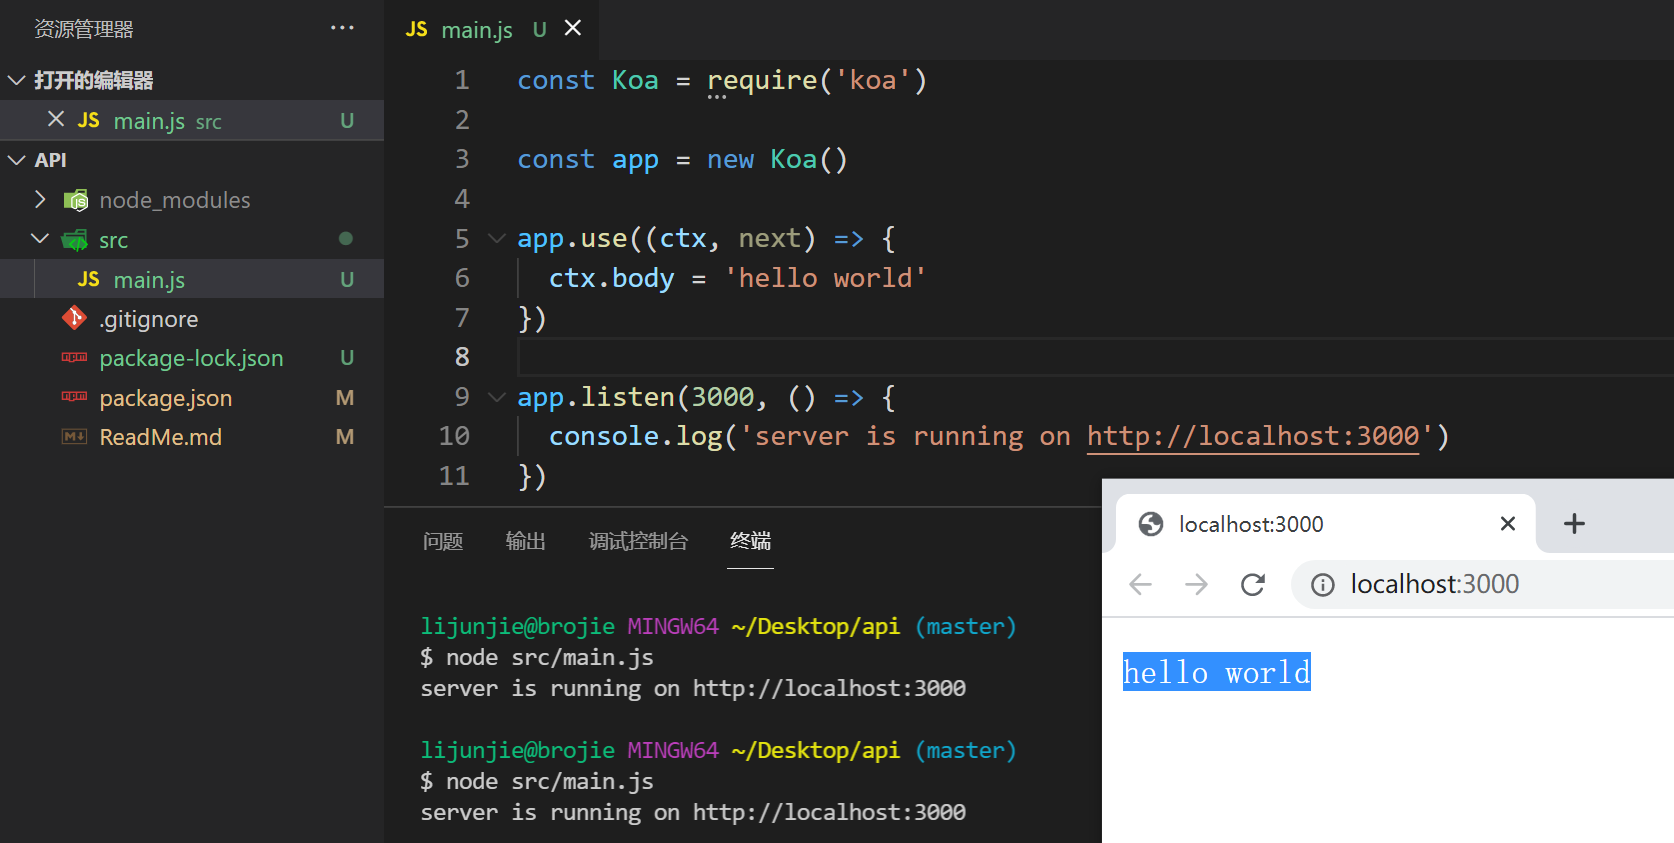 资源管理器 ···
打开的编辑器
JS main.js src U
API
node_modules
src
JS main.js U
.gitignore
package-lock.json U
package.json M
ReadMe.md M
JS main.js U
1 const Koa = require('koa')
2
3 const app = new Koa()
4
5 app.use((ctx, next) => {
6 ctx.body = 'hello world'
7 })
8
9 app.listen(3000, () => {
10 console.log('server is running on http://localhost:3000')
11 })
问题 输出 调试控制台 终端
lijunjie@brojie MINGW64 ~/Desktop/api (master)
$ node src/main.js
server is running on http://localhost:3000
lijunjie@brojie MINGW64 ~/Desktop/api (master)
$ node src/main.js
server is running on http://localhost:3000
localhost:3000
localhost:3000
hello world